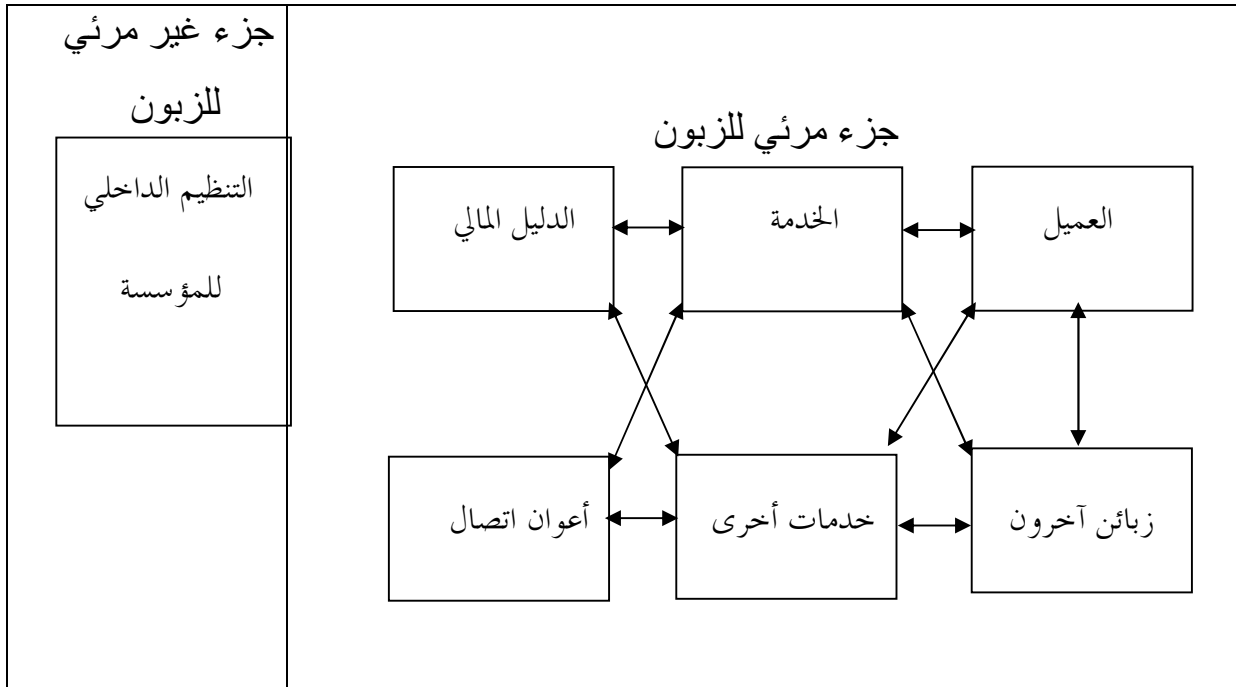 جزء غير مرئي
للزبون
التنظيم الداخلي
للمؤسسة
جزء مرئي للزبون
العميل
الخدمة
الدليل المالي
زبائن آخرون
خدمات أخرى
أعوان اتصال